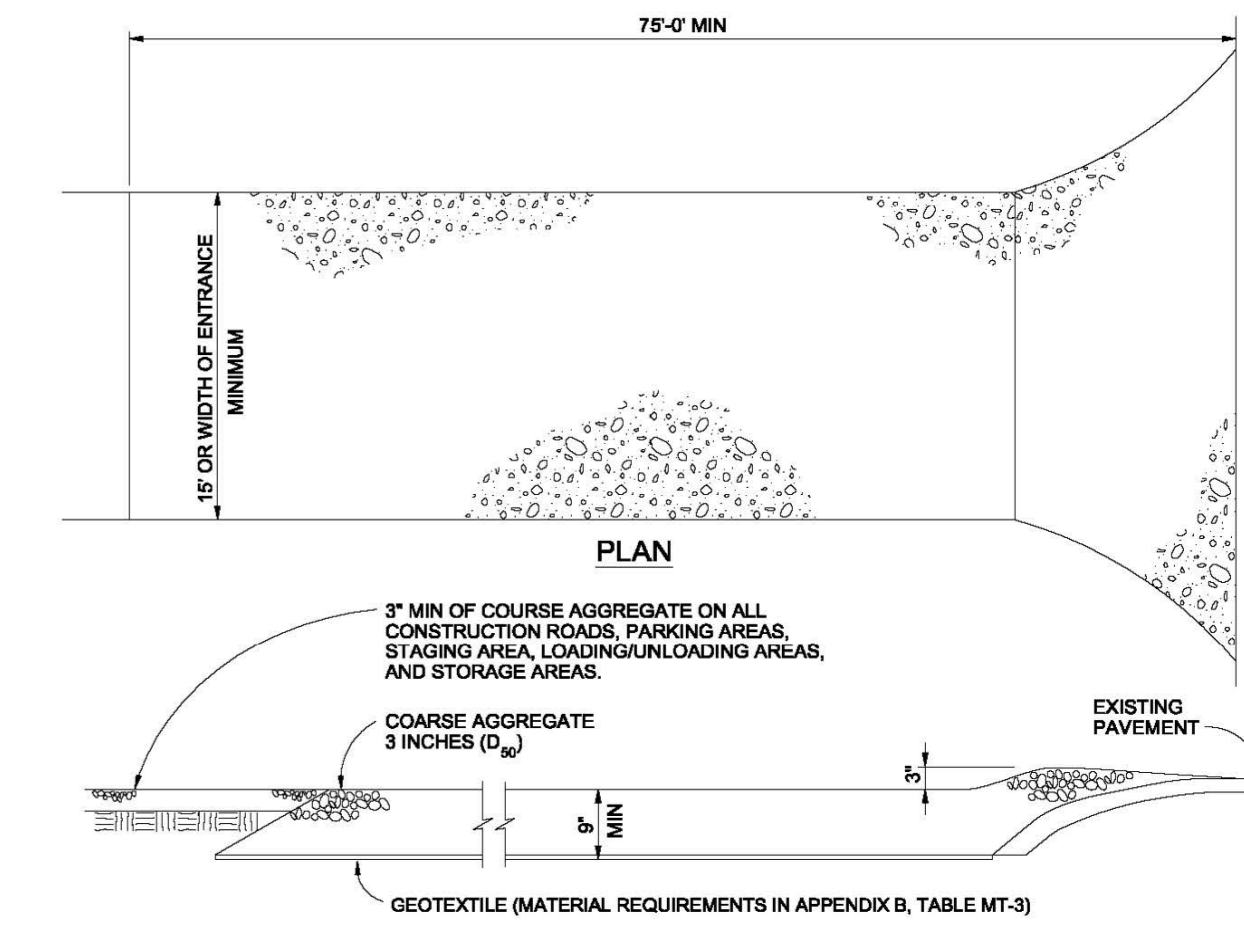 75'-0' MIN
15' OR WIDTH OF ENTRANCE
MINIMUM
PLAN
3" MIN OF COURSE AGGREGATE ON ALL
CONSTRUCTION ROADS, PARKING AREAS,
STAGING AREA, LOADING/UNLOADING AREAS,
AND STORAGE AREAS.
COARSE AGGREGATE
3 INCHES (D50)
EXISTING
PAVEMENT
3"
9"
MIN
GEOTEXTILE (MATERIAL REQUIREMENTS IN APPENDIX B, TABLE MT-3)